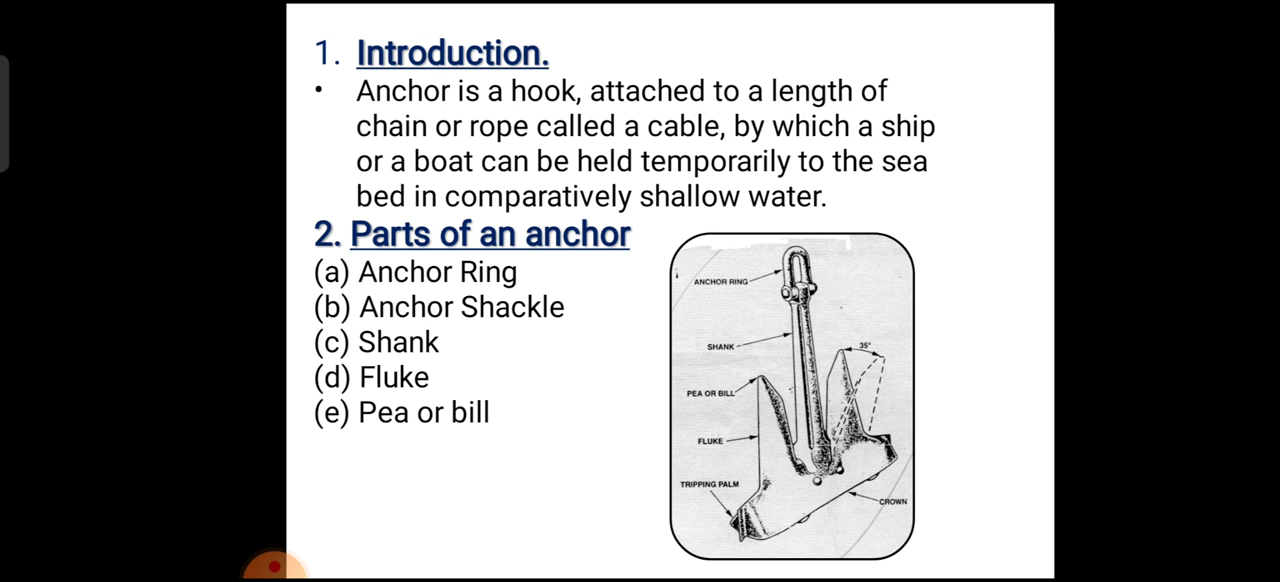 1. Introduction.
• Anchor is a hook, attached to a length of
chain or rope called a cable, by which a ship
or a boat can be held temporarily to the sea
bed in comparatively shallow water.
2. Parts of an anchor
(a) Anchor Ring
(b) Anchor Shackle
(c) Shank
(d) Fluke
(e) Pea or bill
ANCHOR RING
SHANK
35°
PEA OR BILL
FLUKE
TRIPPING PALM
CROWN